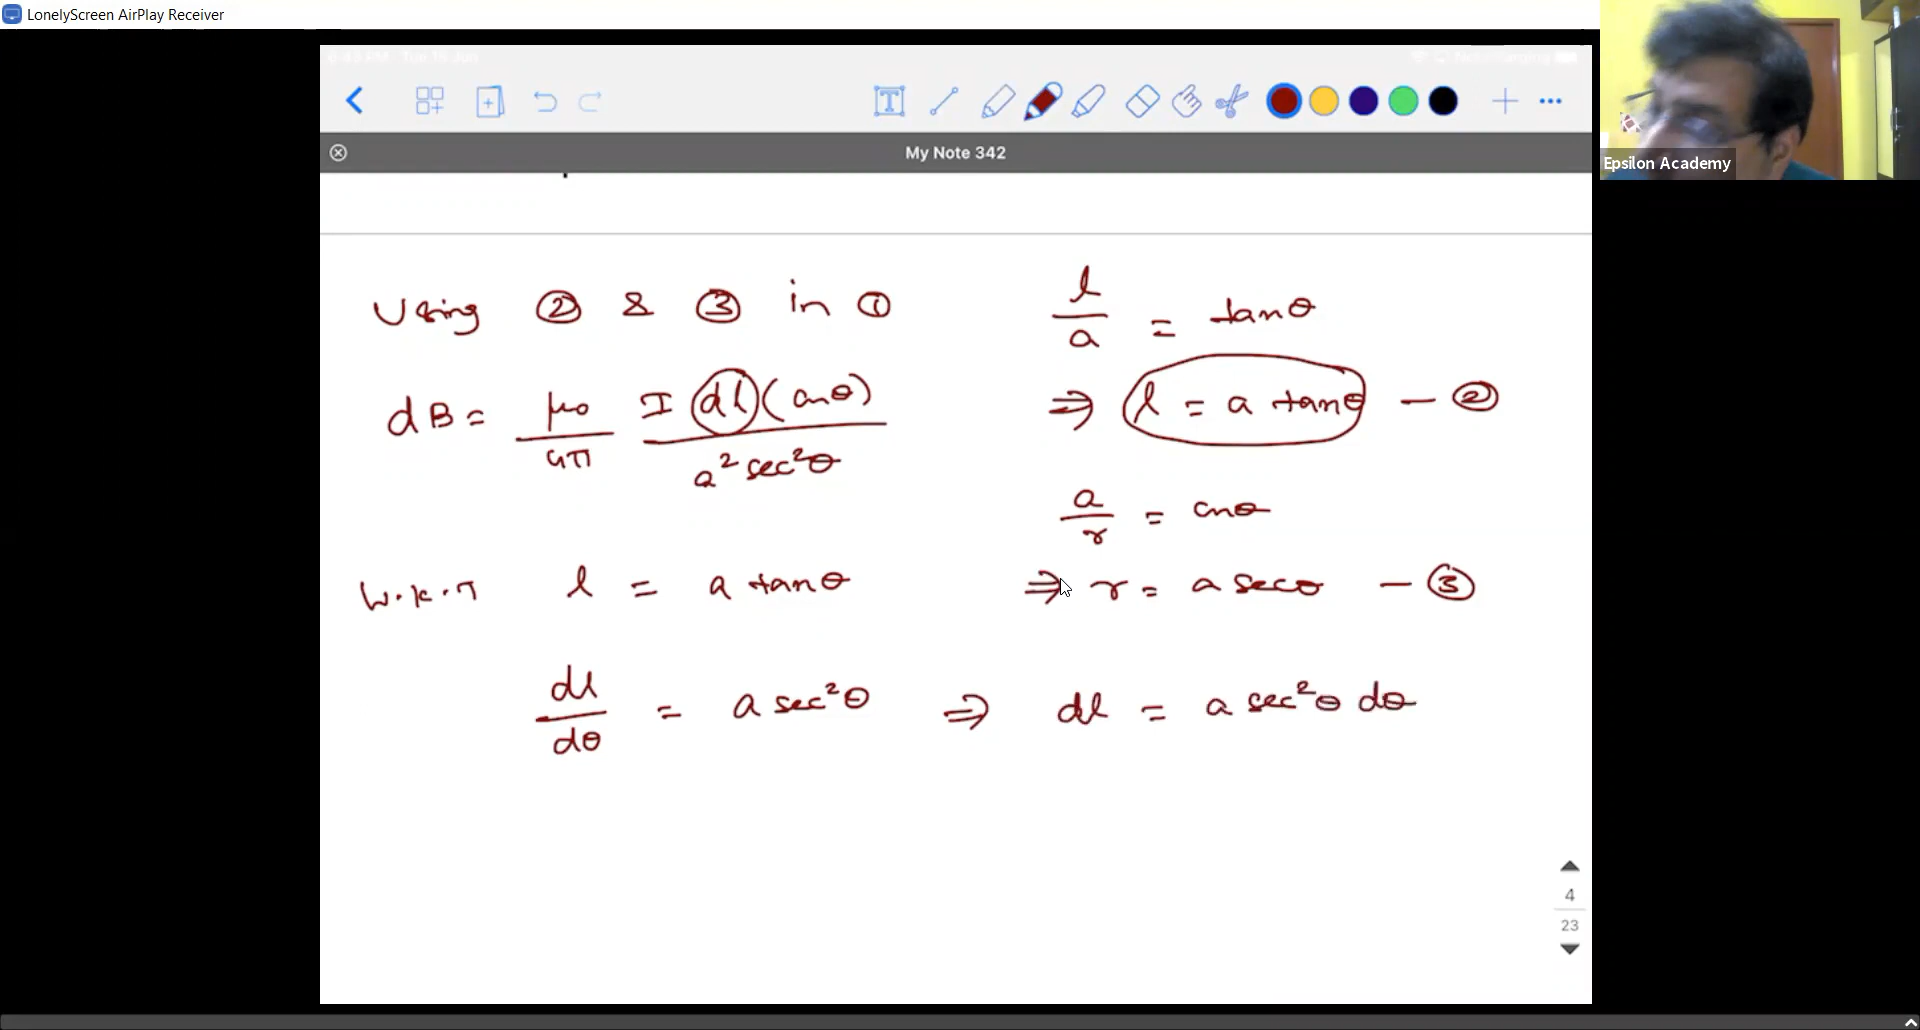 LonelyScreen AirPlay Receiver
Epsilon Academy
My Note 342
Using ② & ③ in ①
l/a = tanθ
dB = μ₀/4π I dl (cosθ)/a² sec²θ
⇒ l = a tanθ — ②
a/r = cosθ
W.K.T l = a tanθ
⇒ r = a secθ — ③
dl/dθ = a sec²θ ⇒ dl = a sec²θ dθ
4
23